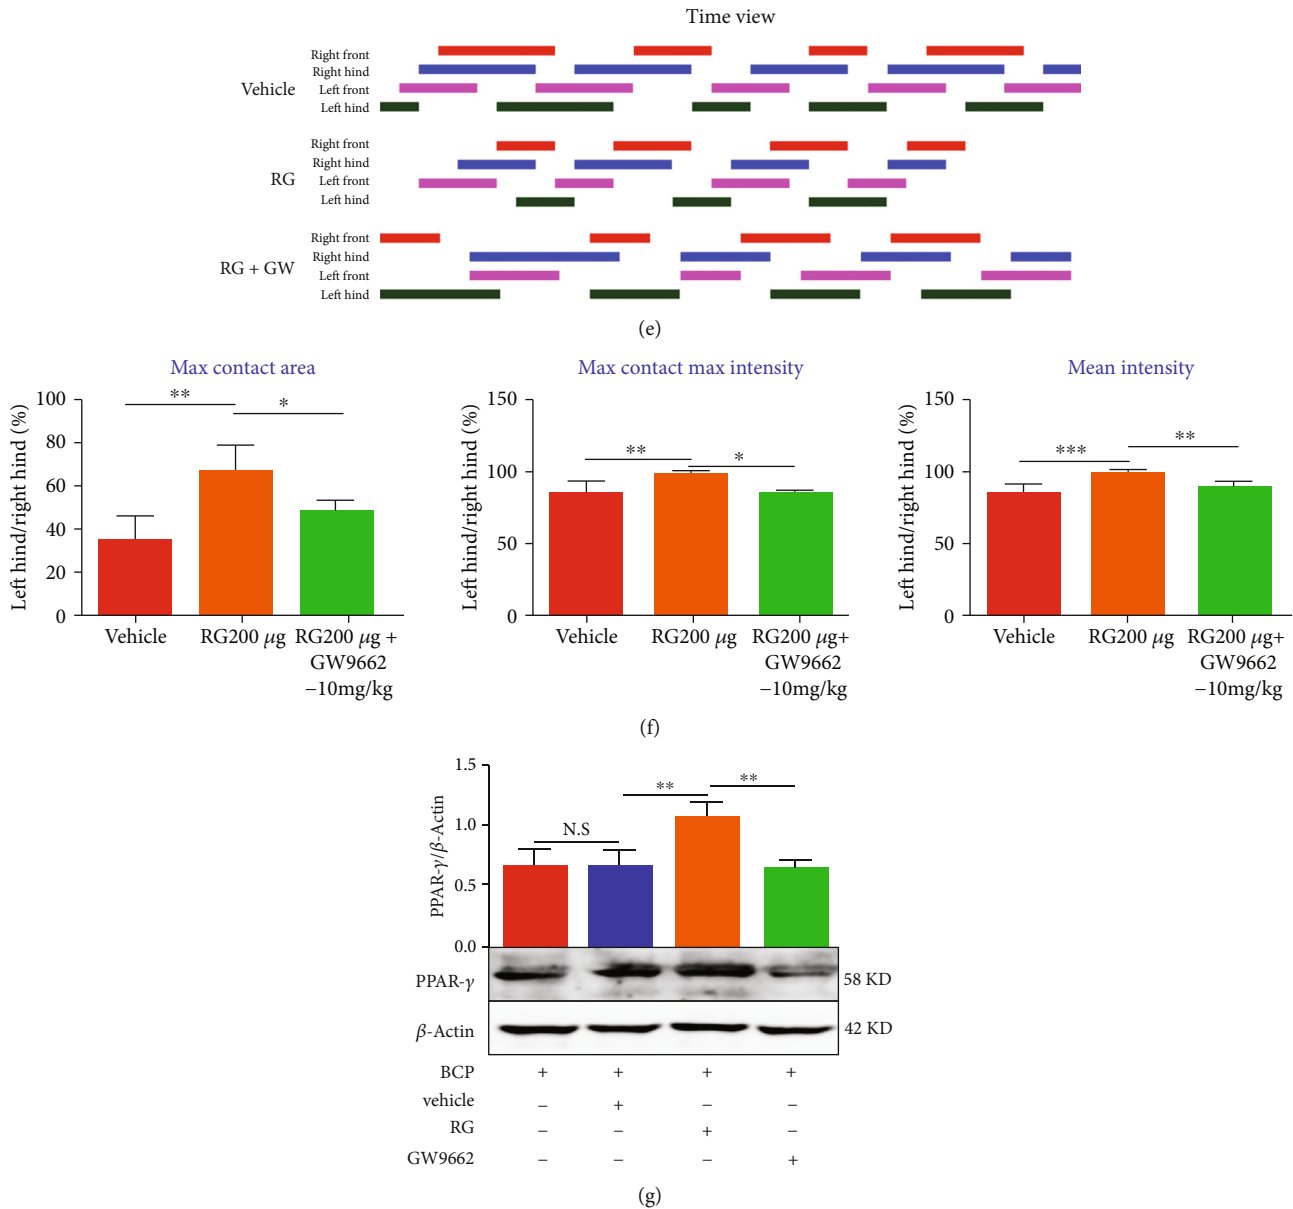 Time view
Vehicle
Right front
Right hind
Left front
Left hind
RG
Right front
Right hind
Left front
Left hind
RG + GW
Right front
Right hind
Left front
Left hind
(e)
Max contact area
Left hind/right hind (%)
100
80
60
40
20
0
**
*
Vehicle
RG200 μg
RG200 μg +
GW9662
−10mg/kg
Max contact max intensity
Left hind/right hind (%)
150
100
50
0
**
*
Vehicle
RG200 μg
RG200 μg+
GW9662
−10mg/kg
Mean intensity
Left hind/right hind (%)
150
100
50
0
***
**
Vehicle
RG200 μg
RG200 μg+
GW9662
−10mg/kg
(f)
PPAR-γ/β-Actin
1.5
1.0
0.5
0.0
N.S
**
**
PPAR-γ
58 KD
β-Actin
42 KD
BCP + + + +
vehicle − + − −
RG − − + −
GW9662 − − − +
(g)